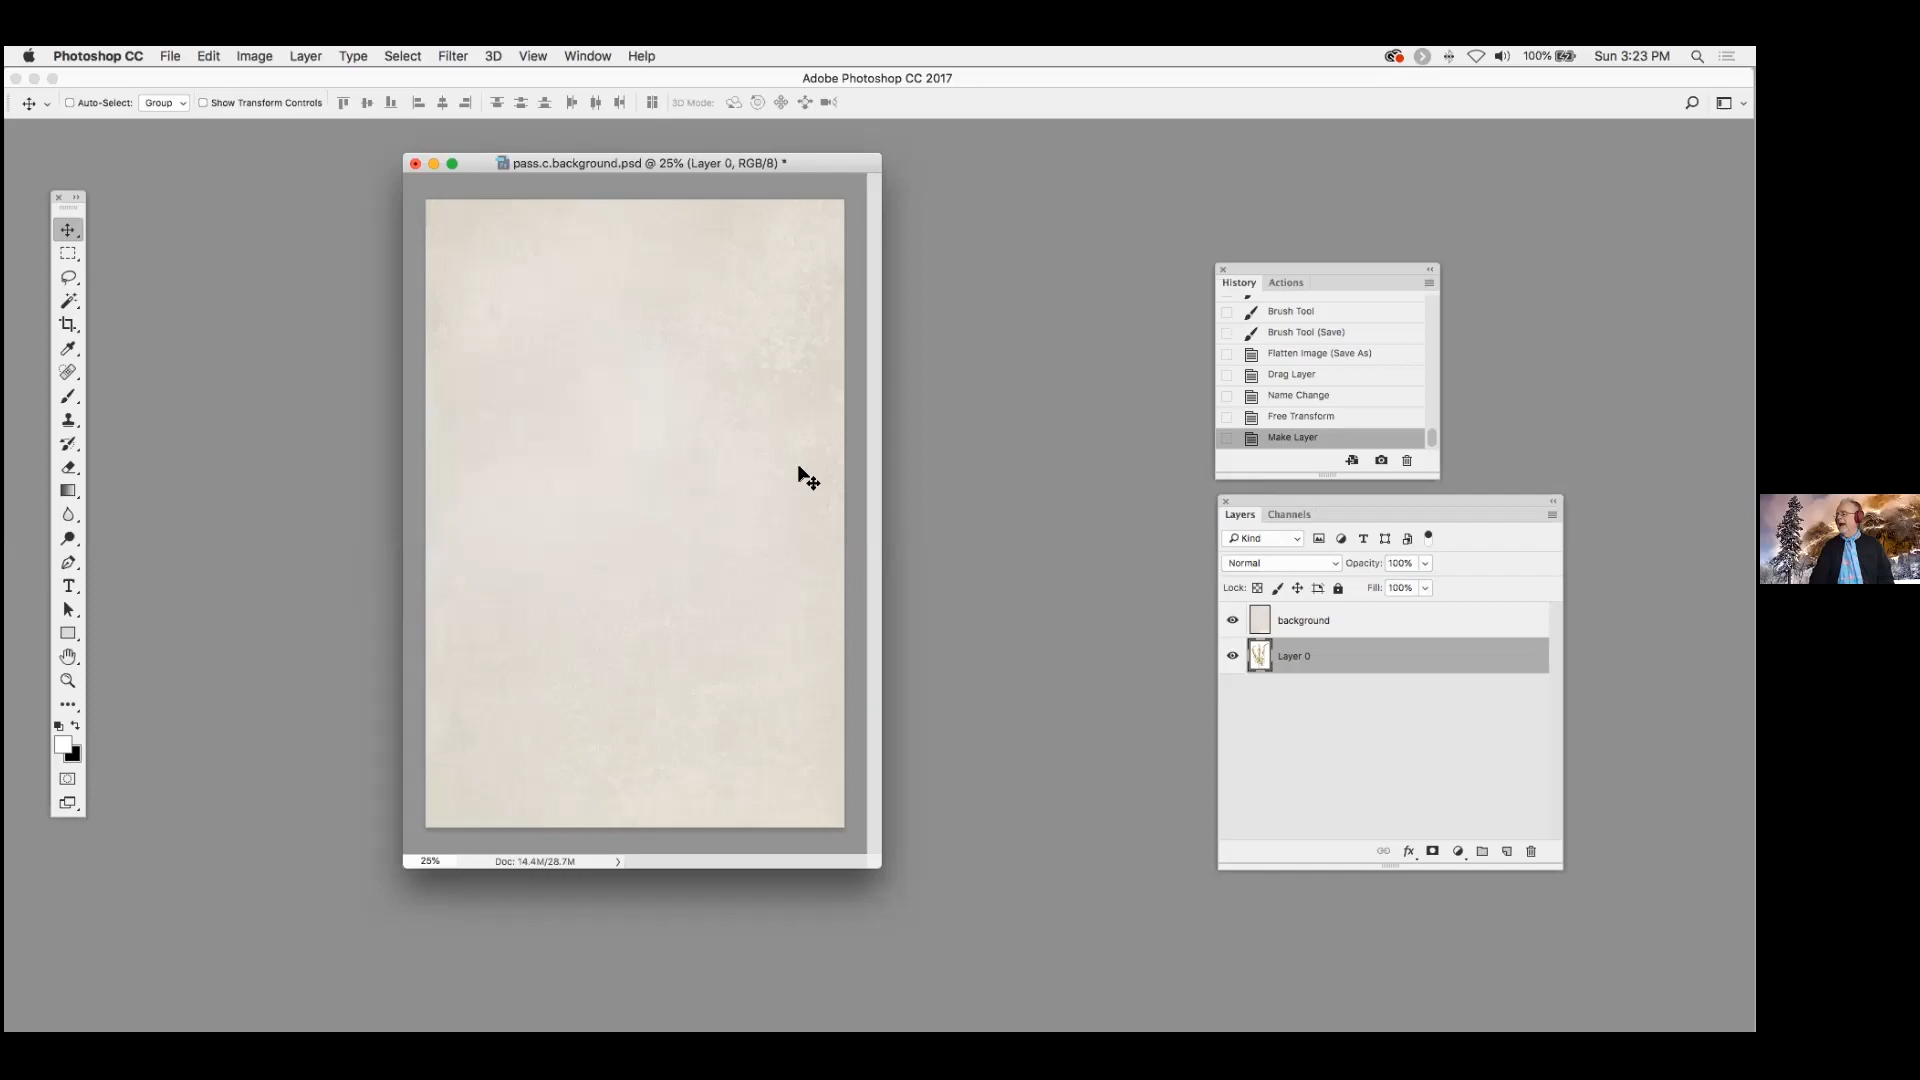 Photoshop CC File Edit Image Layer Type Select Filter 3D View Window Help 100% Sun 3:23 PM
Adobe Photoshop CC 2017
Auto-Select: Group Show Transform Controls 3D Mode:
pass.c.background.psd @ 25% (Layer 0, RGB/8) *
25% Doc: 14.4M/28.7M
History Actions
Brush Tool
Brush Tool (Save)
Flatten Image (Save As)
Drag Layer
Name Change
Free Transform
Make Layer
Layers Channels
Kind
Normal Opacity: 100%
Lock: Fill: 100%
background
Layer 0
fx